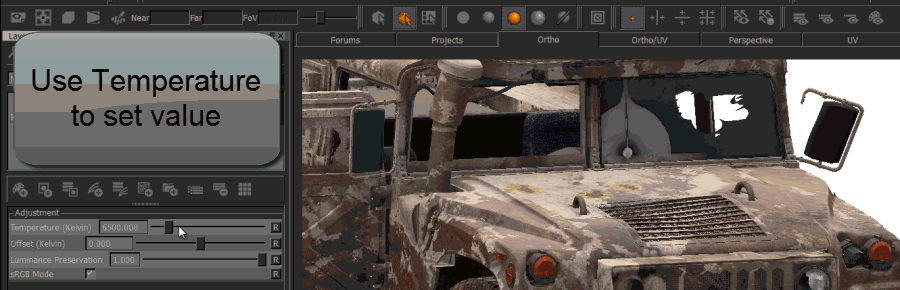 Near Far FoV
Forums Projects Ortho Ortho/UV Perspective UV
Use Temperature
to set value
Adjustment
Temperature (Kelvin) 6500.000 R
Offset (Kelvin) 0.000 R
Luminance Preservation 1.000 R
sRGB Mode R